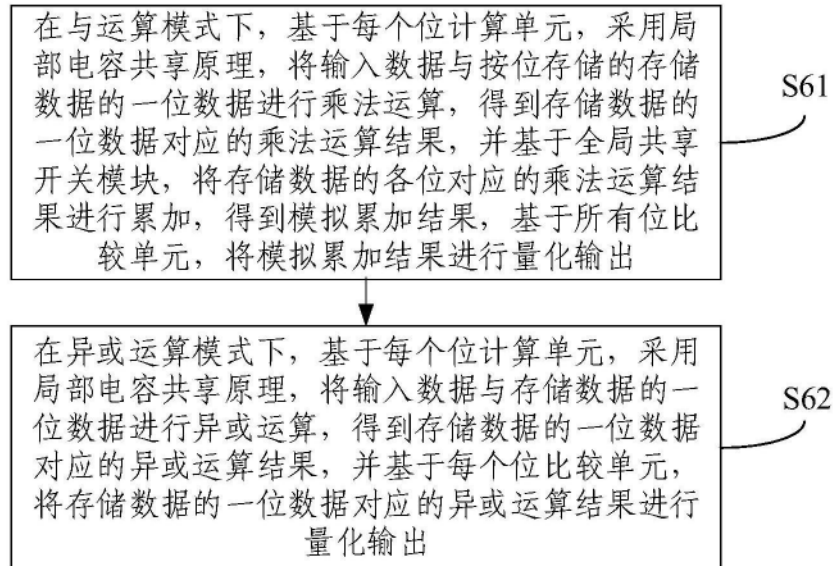 在与运算模式下，基于每个位计算单元，采用局
部电容共享原理，将输入数据与按位存储的存储
数据的一位数据进行乘法运算，得到存储数据的
一位数据对应的乘法运算结果，并基于全局共享
开关模块，将存储数据的各位对应的乘法运算结
果进行累加，得到模拟累加结果，基于所有位比
较单元，将模拟累加结果进行量化输出
S61
在异或运算模式下，基于每个位计算单元，采用
局部电容共享原理，将输入数据与存储数据的一
位数据进行异或运算，得到存储数据的一位数据
对应的异或运算结果，并基于每个位比较单元，
将存储数据的一位数据对应的异或运算结果进行
量化输出
S62